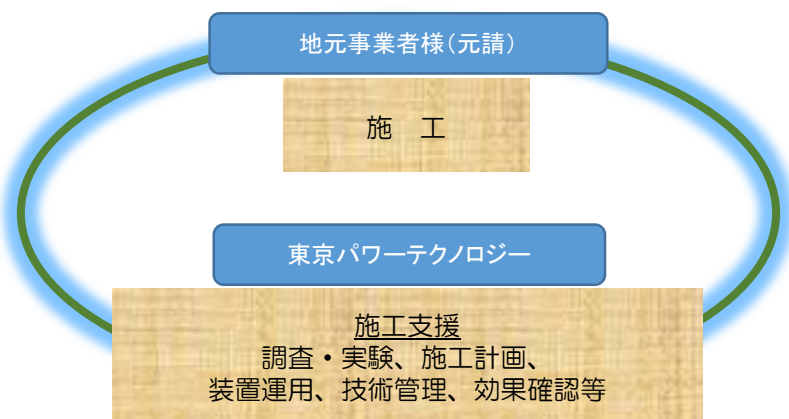 地元事業者様(元請)
施　工
東京パワーテクノロジー
施工支援
調査・実験、施工計画、
装置運用、技術管理、効果確認等